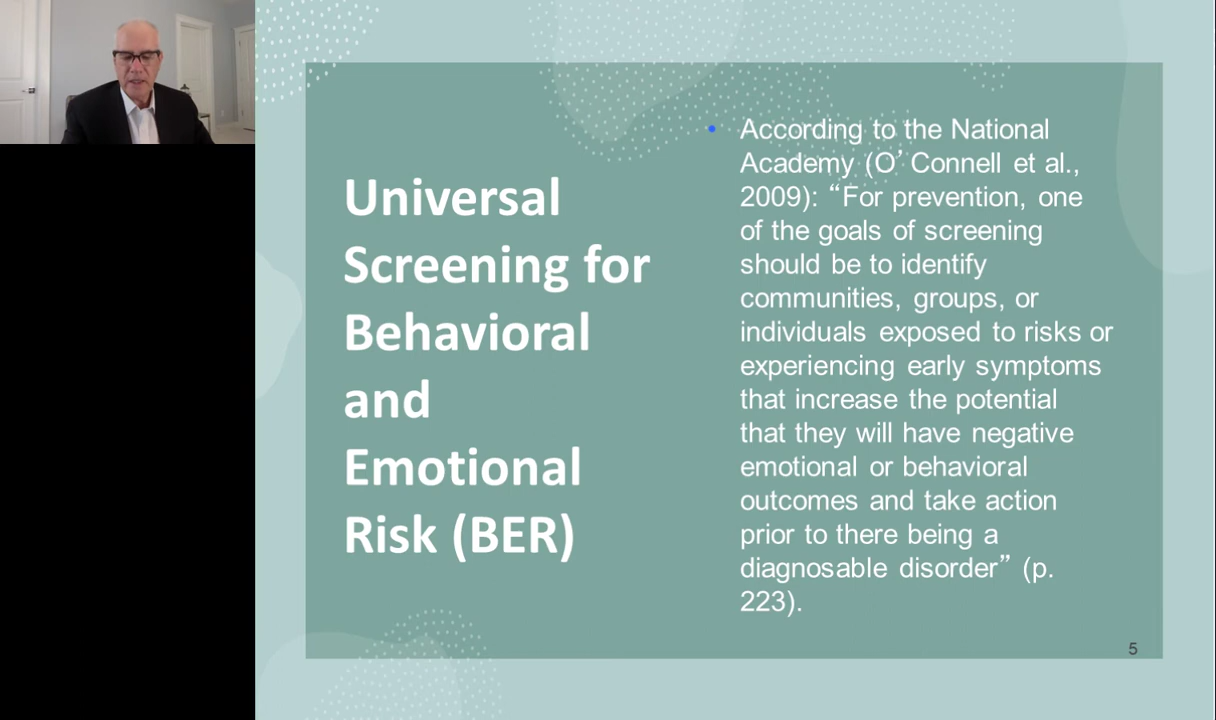 Universal
Screening for
Behavioral
and
Emotional
Risk (BER)
• According to the National
Academy (O’Connell et al.,
2009): “For prevention, one
of the goals of screening
should be to identify
communities, groups, or
individuals exposed to risks or
experiencing early symptoms
that increase the potential
that they will have negative
emotional or behavioral
outcomes and take action
prior to there being a
diagnosable disorder” (p.
223).
5